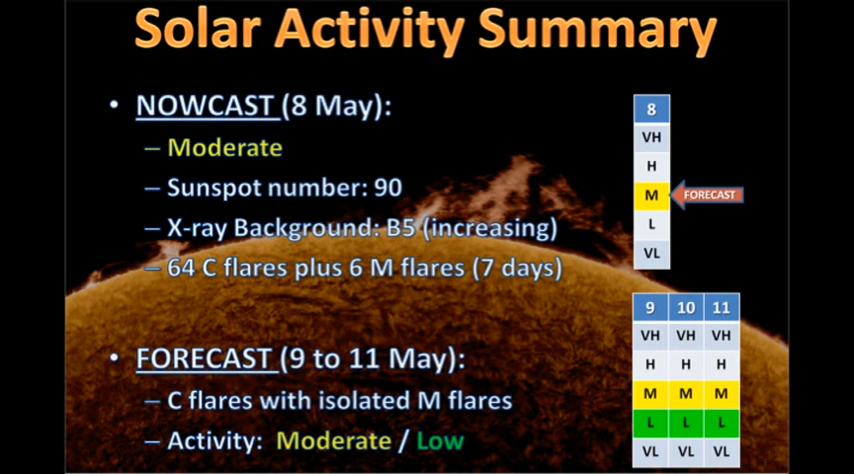 Solar Activity Summary
• NOWCAST (8 May):
– Moderate
– Sunspot number: 90
– X-ray Background: B5 (increasing)
– 64 C flares plus 6 M flares (7 days)
8
VH
H
M FORECAST
L
VL
• FORECAST (9 to 11 May):
– C flares with isolated M flares
– Activity: Moderate / Low
9 10 11
VH VH VH
H H H
M M M
L L L
VL VL VL